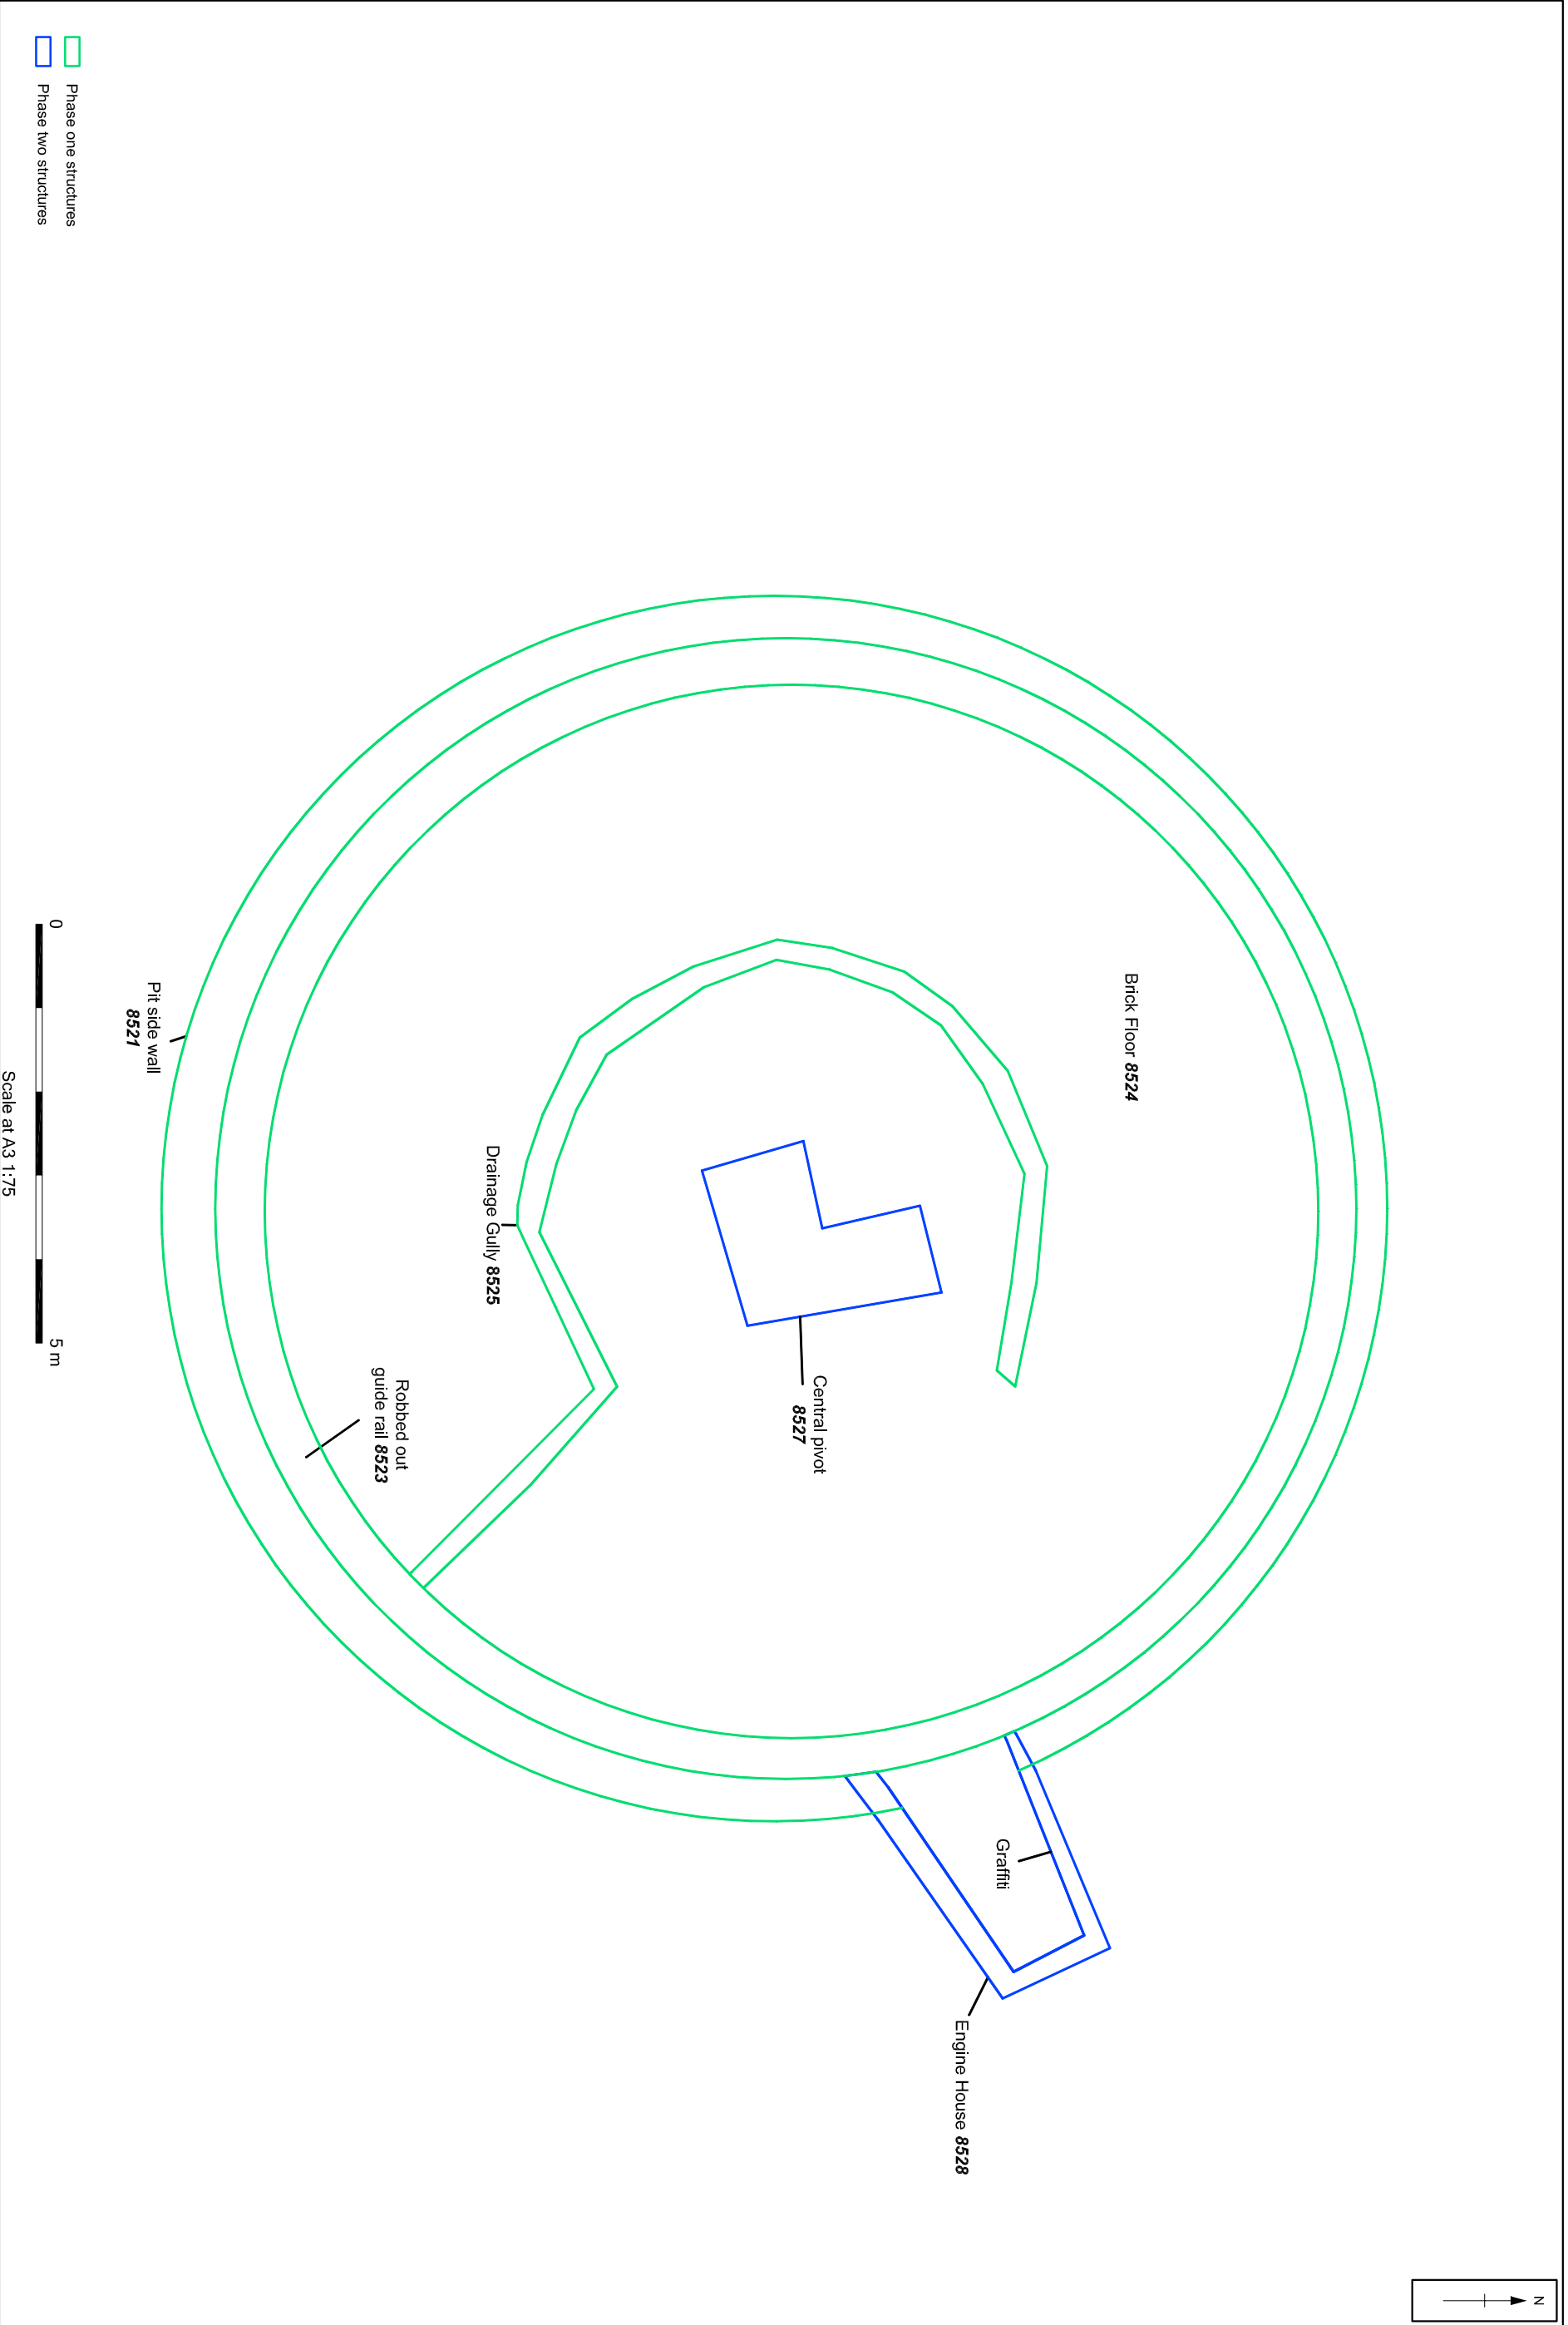 N
Brick Floor 8524
Pit side wall
8521
Drainage Gully 8525
Central pivot
8527
Robbed out
guide rail 8523
Graffiti
Engine House 8528
Phase one structures
Phase two structures
0
5 m
Scale at A3 1:75